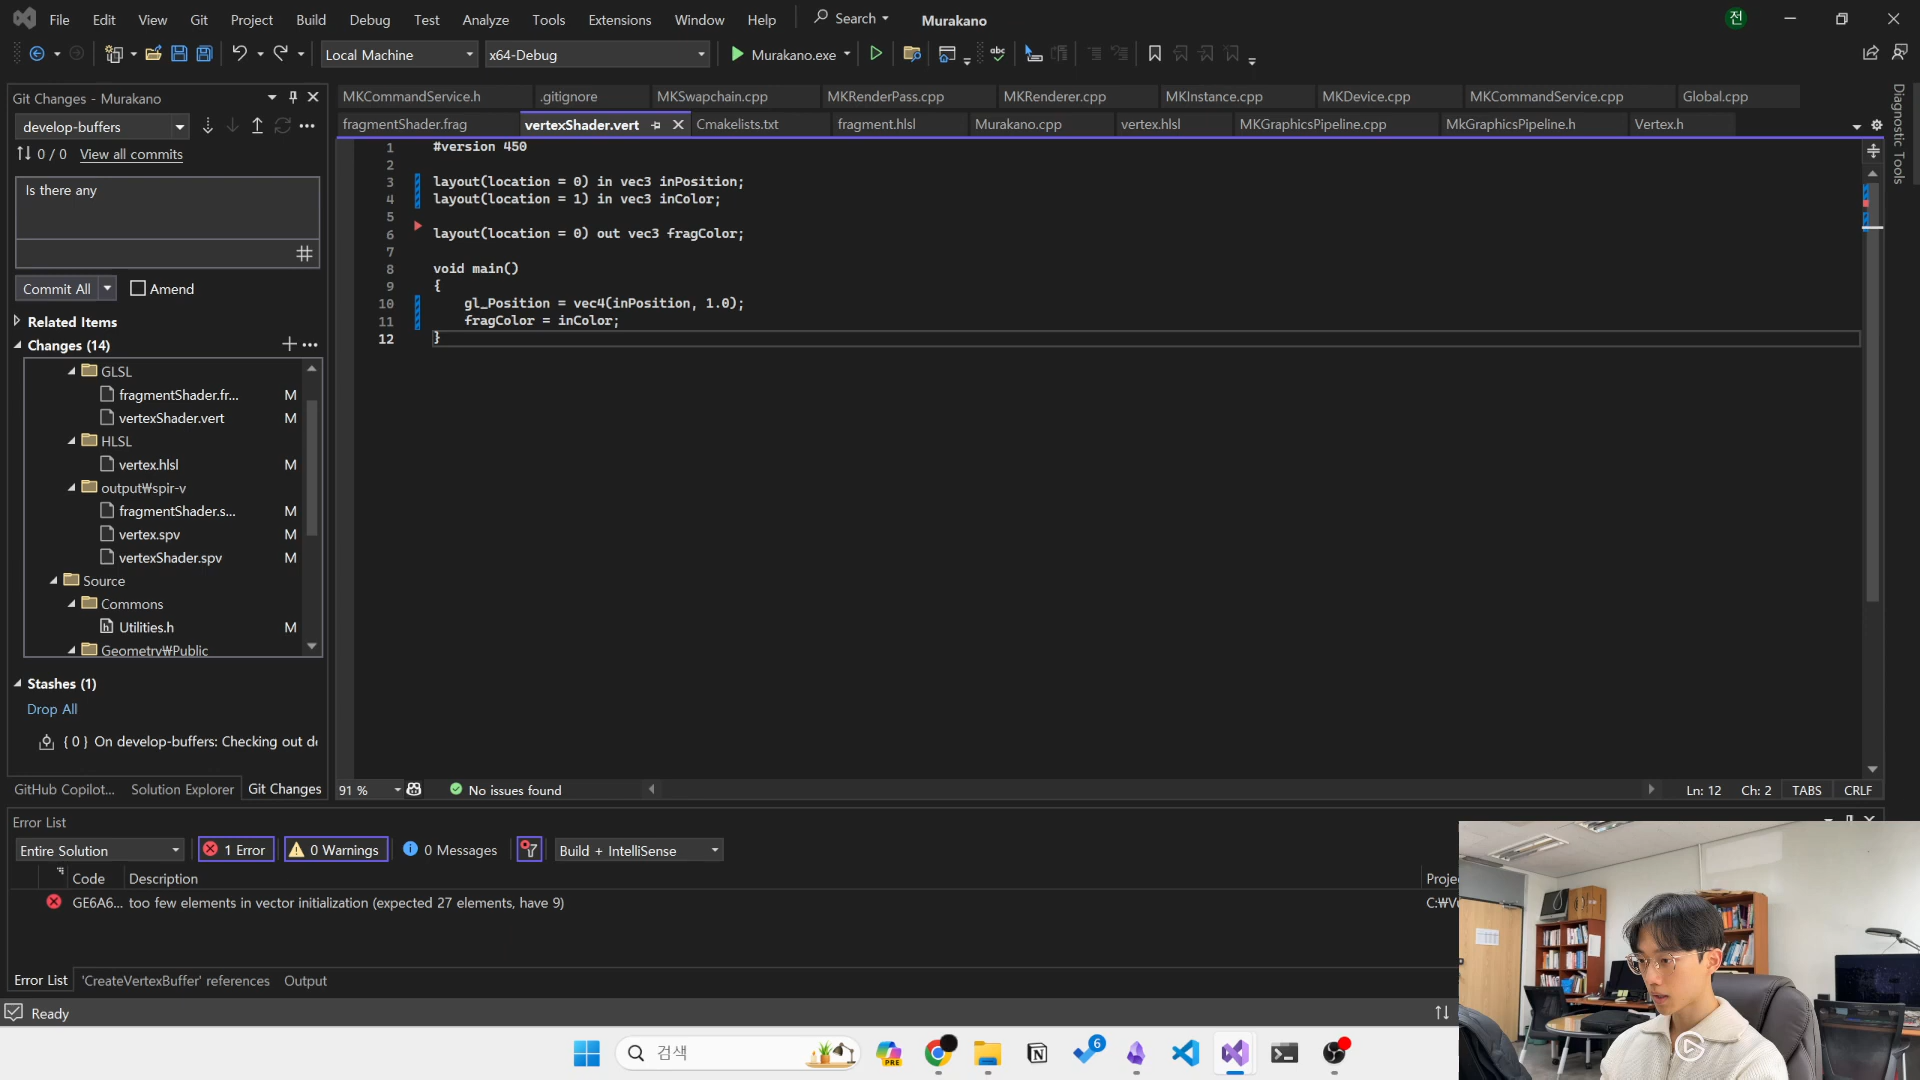 File Edit View Git Project Build Debug Test Analyze Tools Extensions Window Help Search Murakano 전
Local Machine x64-Debug Murakano.exe abc
Git Changes - Murakano
develop-buffers
0 / 0 View all commits
Is there any
Commit All Amend
Related Items
Changes (14)
GLSL
fragmentShader.fr... M
vertexShader.vert M
HLSL
vertex.hlsl M
output₩spir-v
fragmentShader.s... M
vertex.spv M
vertexShader.spv M
Source
Commons
Utilities.h M
Geometry₩Public
Stashes (1)
Drop All
{ 0 } On develop-buffers: Checking out de
GitHub Copilot... Solution Explorer Git Changes
MKCommandService.h .gitignore MKSwapchain.cpp MKRenderPass.cpp MKRenderer.cpp MKInstance.cpp MKDevice.cpp MKCommandService.cpp Global.cpp
fragmentShader.frag vertexShader.vert Cmakelists.txt fragment.hlsl Murakano.cpp vertex.hlsl MKGraphicsPipeline.cpp MkGraphicsPipeline.h Vertex.h
Diagnostic Tools
1 #version 450
2
3 layout(location = 0) in vec3 inPosition;
4 layout(location = 1) in vec3 inColor;
5
6 layout(location = 0) out vec3 fragColor;
7
8 void main()
9 {
10 gl_Position = vec4(inPosition, 1.0);
11 fragColor = inColor;
12 }
91 % No issues found Ln: 12 Ch: 2 TABS CRLF
Error List
Entire Solution 1 Error 0 Warnings 0 Messages Build + IntelliSense
Code Description Projec
GE6A6... too few elements in vector initialization (expected 27 elements, have 9) C:₩Vu
Error List 'CreateVertexBuffer' references Output
Ready
검색 PRE 6